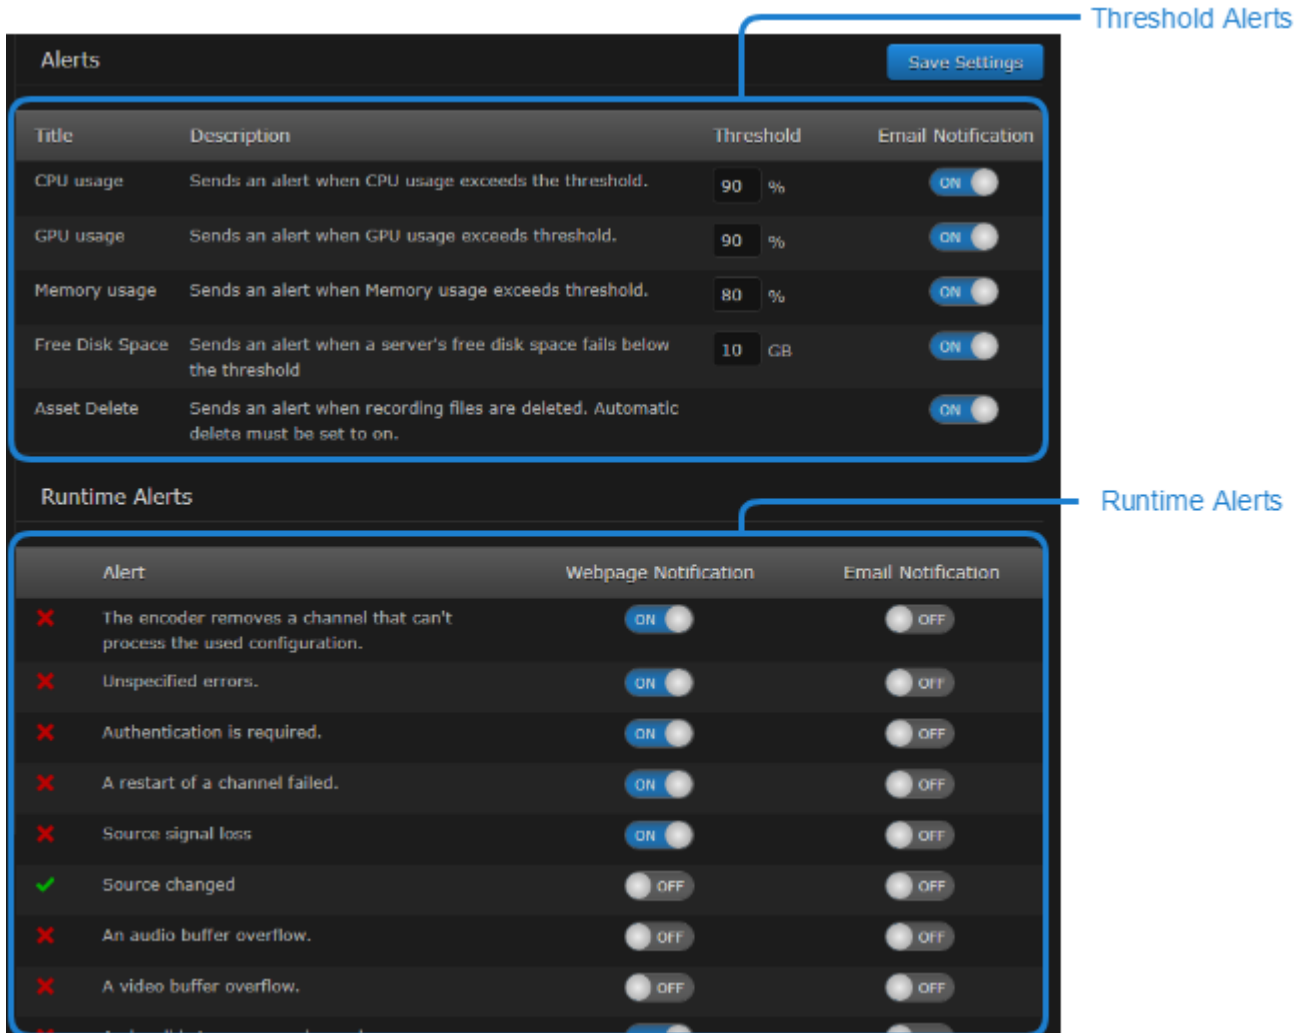 Threshold Alerts
Alerts
Save Settings
Title Description Threshold Email Notification
CPU usage Sends an alert when CPU usage exceeds the threshold. 90 % ON
GPU usage Sends an alert when GPU usage exceeds threshold. 90 % ON
Memory usage Sends an alert when Memory usage exceeds threshold. 80 % ON
Free Disk Space Sends an alert when a server's free disk space fails below 10 GB ON
the threshold
Asset Delete Sends an alert when recording files are deleted. Automatic ON
delete must be set to on.
Runtime Alerts
Runtime Alerts
Alert Webpage Notification Email Notification
The encoder removes a channel that can't ON OFF
process the used configuration.
Unspecified errors. ON OFF
Authentication is required. ON OFF
A restart of a channel failed. ON OFF
Source signal loss ON OFF
Source changed OFF OFF
An audio buffer overflow. OFF OFF
A video buffer overflow. OFF OFF